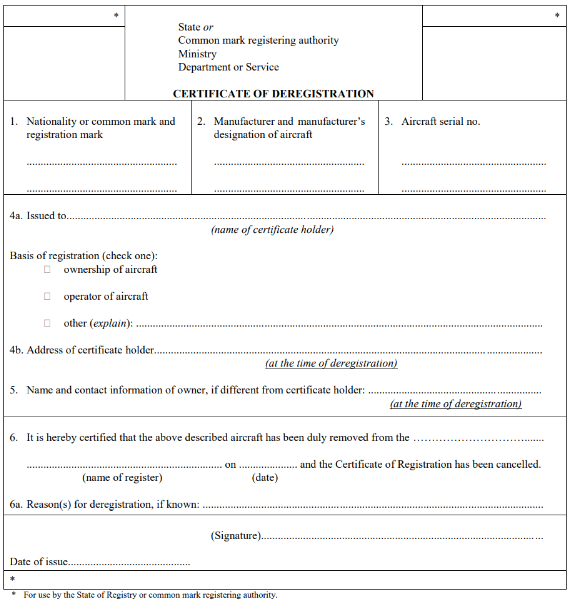 *
*
State or
Common mark registering authority
Ministry
Department or Service
CERTIFICATE OF DEREGISTRATION
1. Nationality or common mark and
registration mark
............................................................
............................................................
2. Manufacturer and manufacturer's
designation of aircraft
............................................................
............................................................
3. Aircraft serial no.
............................................................
............................................................
4a. Issued to............................................................
(name of certificate holder)
Basis of registration (check one):
☐ ownership of aircraft
☐ operator of aircraft
☐ other (explain): ............................................................
4b. Address of certificate holder............................................................
(at the time of deregistration)
5. Name and contact information of owner, if different from certificate holder: ............................................................
(at the time of deregistration)
6. It is hereby certified that the above described aircraft has been duly removed from the ....................................
............................................................ on .................... and the Certificate of Registration has been cancelled.
(name of register) (date)
6a. Reason(s) for deregistration, if known: ............................................................
(Signature)............................................................
Date of issue........................................
*
* For use by the State of Registry or common mark registering authority.